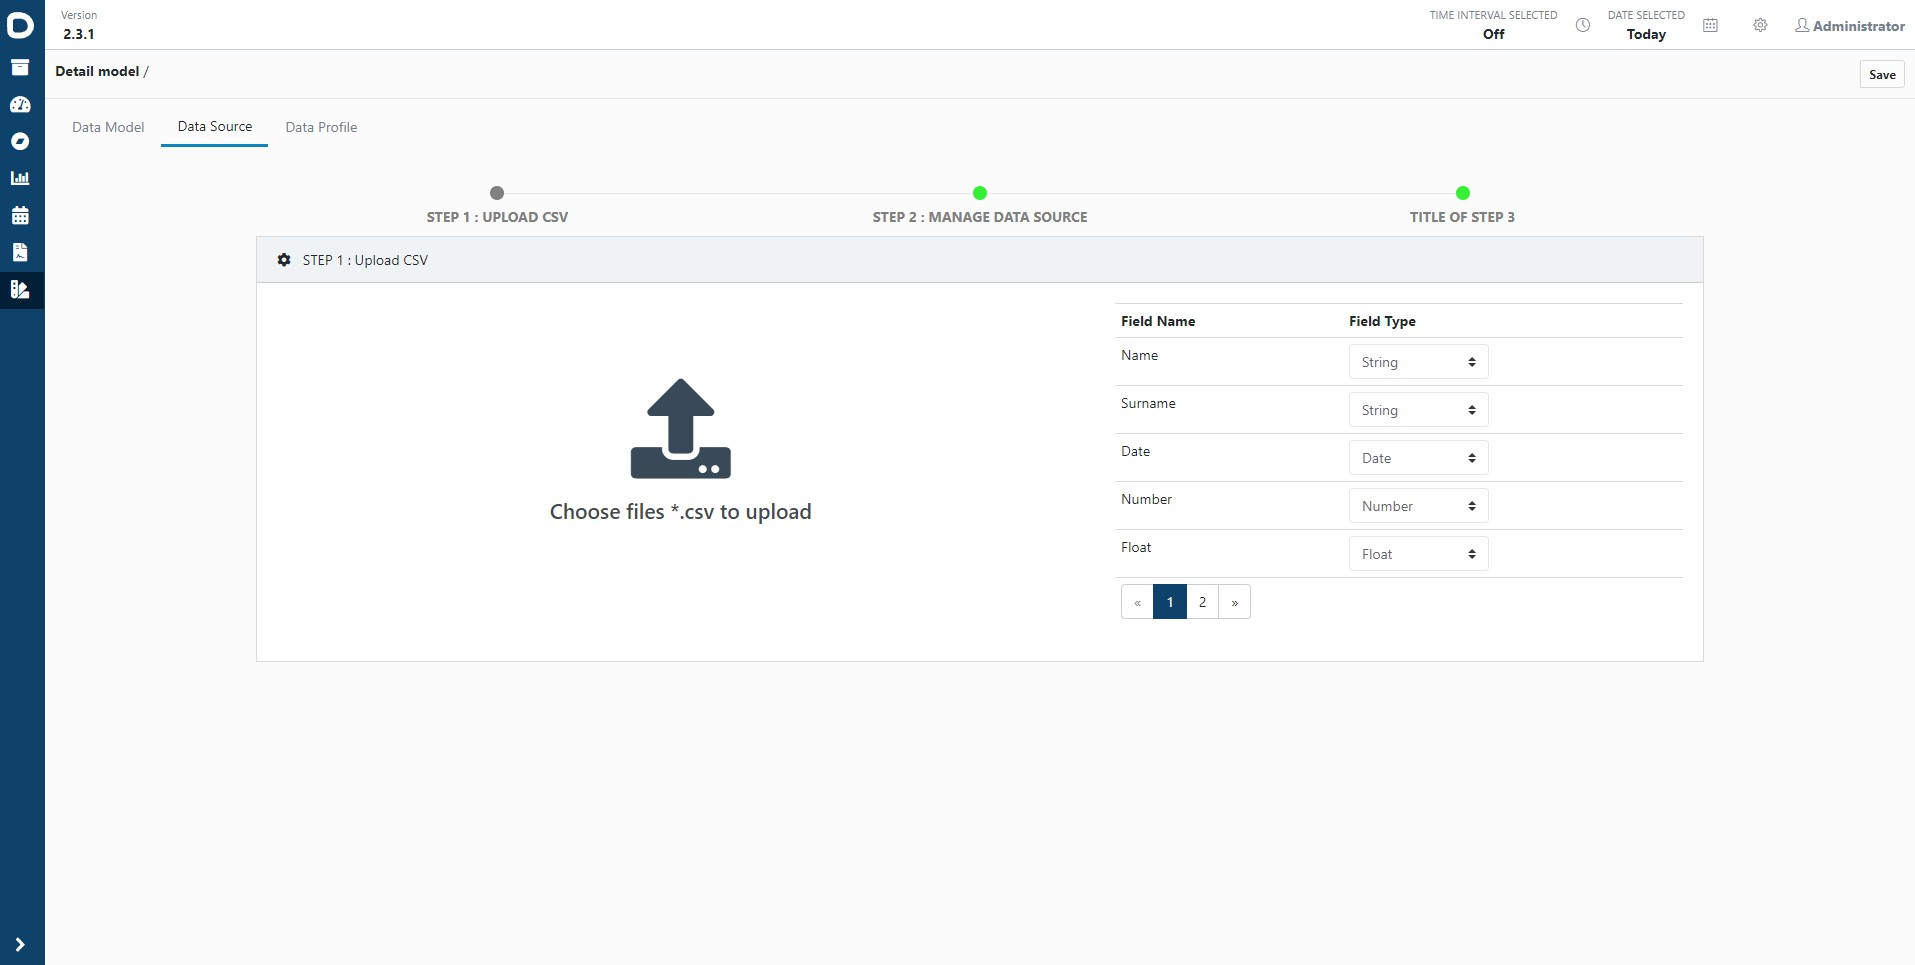 Version
2.3.1
TIME INTERVAL SELECTED
Off
DATE SELECTED
Today
Administrator
Detail model /
Save
Data Model
Data Source
Data Profile
STEP 1 : UPLOAD CSV
STEP 2 : MANAGE DATA SOURCE
TITLE OF STEP 3
STEP 1 : Upload CSV
Choose files *.csv to upload
Field Name Field Type
Name String
Surname String
Date Date
Number Number
Float Float
« 1 2 »